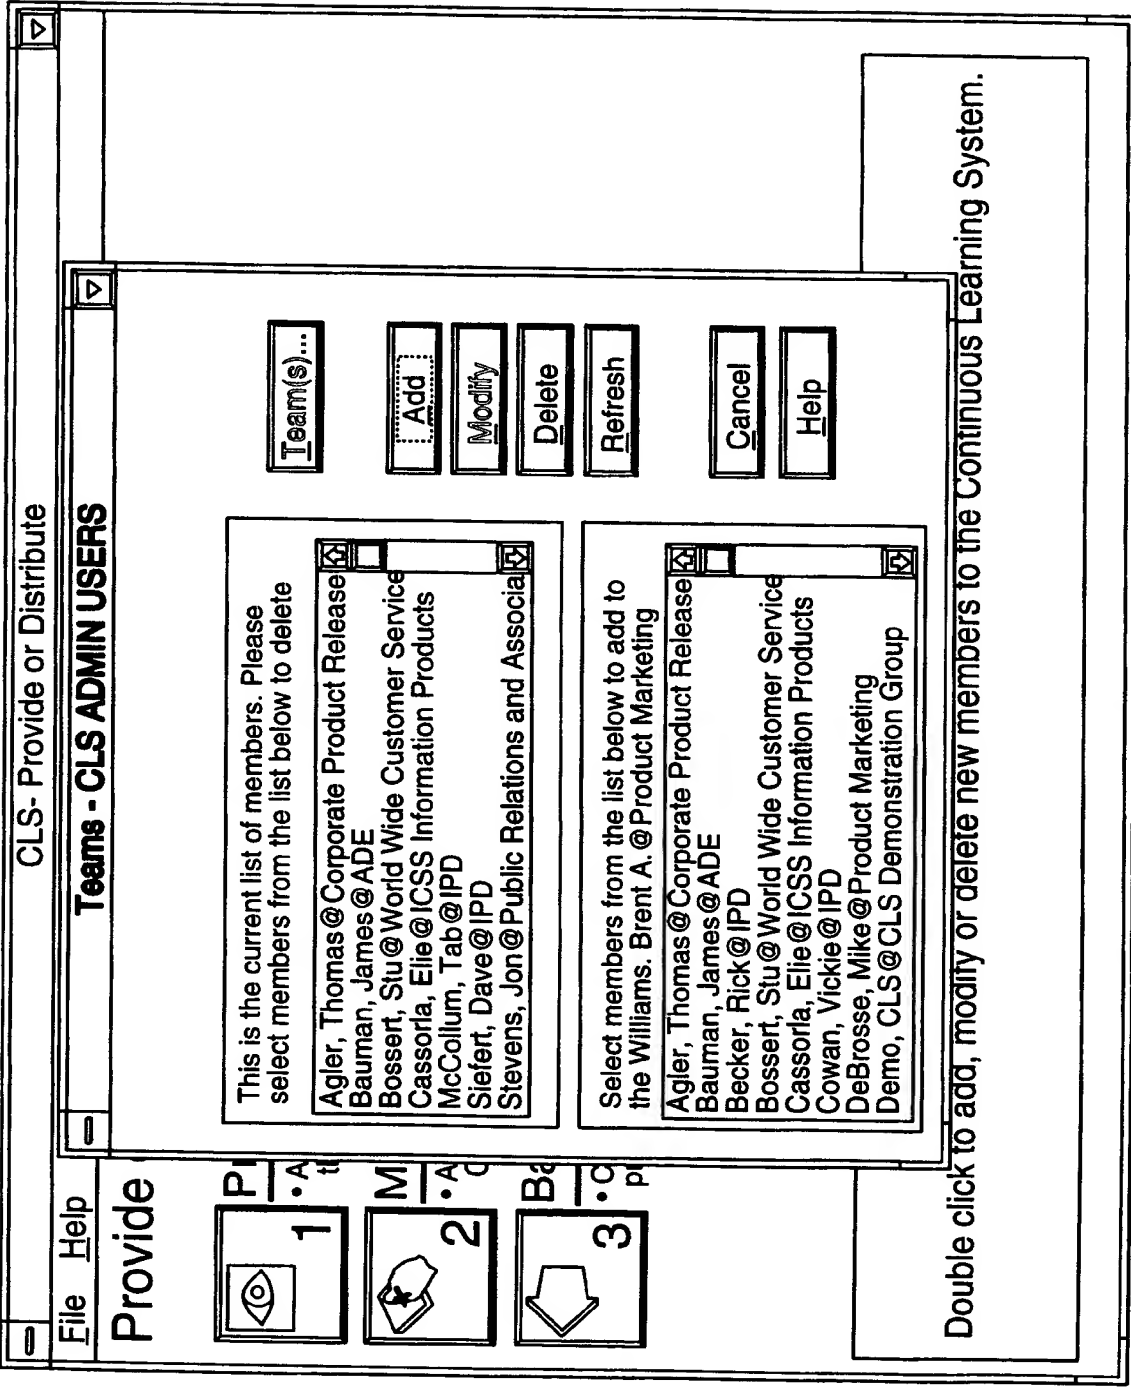 CLS- Provide or Distribute
File Help
Teams - CLS ADMIN USERS
Provide
This is the current list of members. Please
select members from the list below to delete
Agler, Thomas@Corporate Product Release
Bauman, James@ADE
Bossert, Stu@World Wide Customer Service
Cassorla, Elie@ICSS Information Products
McCollum, Tab@IPD
Siefert, Dave@IPD
Stevens, Jon@Public Relations and Associa
Select members from the list below to add to
the Williams. Brent A.@Product Marketing
Agler, Thomas@Corporate Product Release
Bauman, James@ADE
Becker, Rick@IPD
Bossert, Stu@World Wide Customer Service
Cassorla, Elie@ICSS Information Products
Cowan, Vickie@IPD
DeBrosse, Mike@Product Marketing
Demo, CLS@CLS Demonstration Group
Team(s)...
Add
Modify
Delete
Refresh
Cancel
Help
1
2
M
• A
3
Ba
• C
Double click to add, modify or delete new members to the Continuous Learning System.